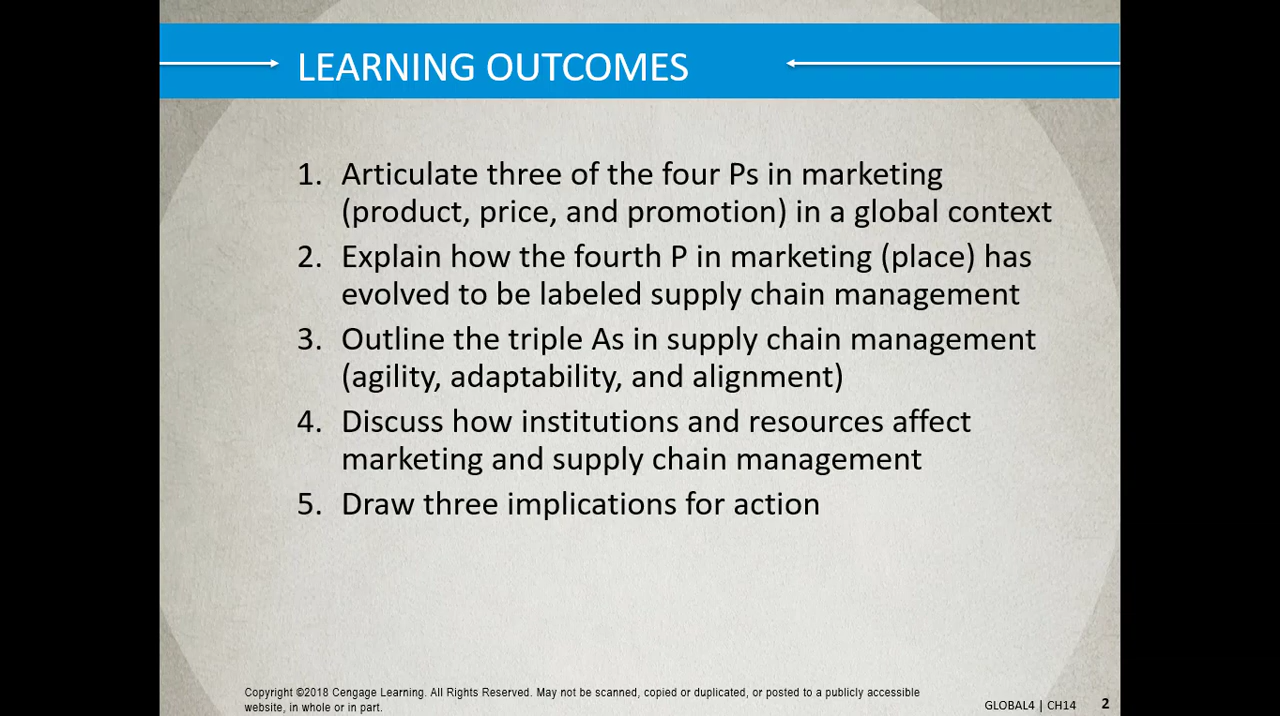 LEARNING OUTCOMES
1. Articulate three of the four Ps in marketing
(product, price, and promotion) in a global context
2. Explain how the fourth P in marketing (place) has
evolved to be labeled supply chain management
3. Outline the triple As in supply chain management
(agility, adaptability, and alignment)
4. Discuss how institutions and resources affect
marketing and supply chain management
5. Draw three implications for action
Copyright ©2018 Cengage Learning. All Rights Reserved. May not be scanned, copied or duplicated, or posted to a publicly accessible
website, in whole or in part.
GLOBAL4 | CH14 2